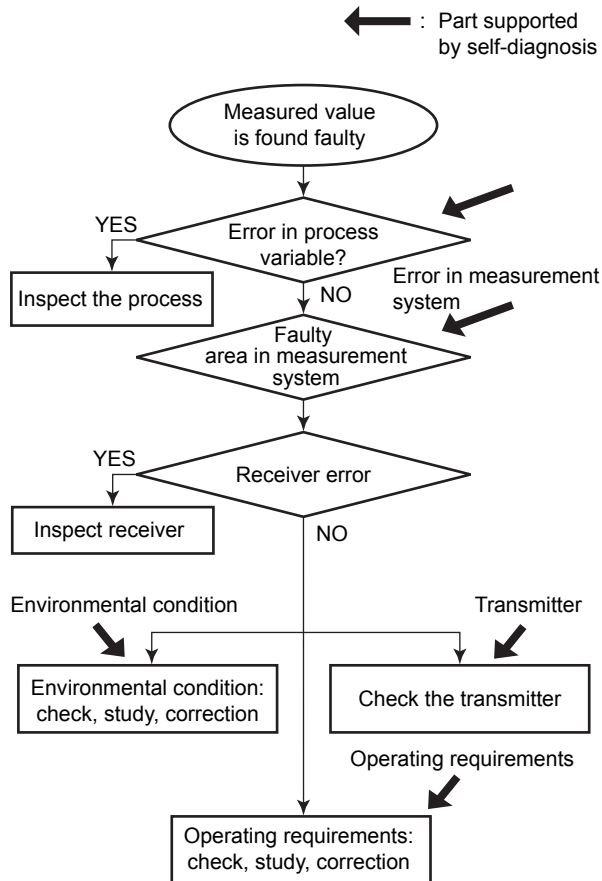 : Part supported
by self-diagnosis
Measured value
is found faulty
YES
Error in process
variable?
Inspect the process
NO
Error in measurement
system
Faulty
area in measurement
system
YES
Receiver error
Inspect receiver
NO
Environmental condition
Transmitter
Environmental condition:
check, study, correction
Check the transmitter
Operating requirements
Operating requirements:
check, study, correction